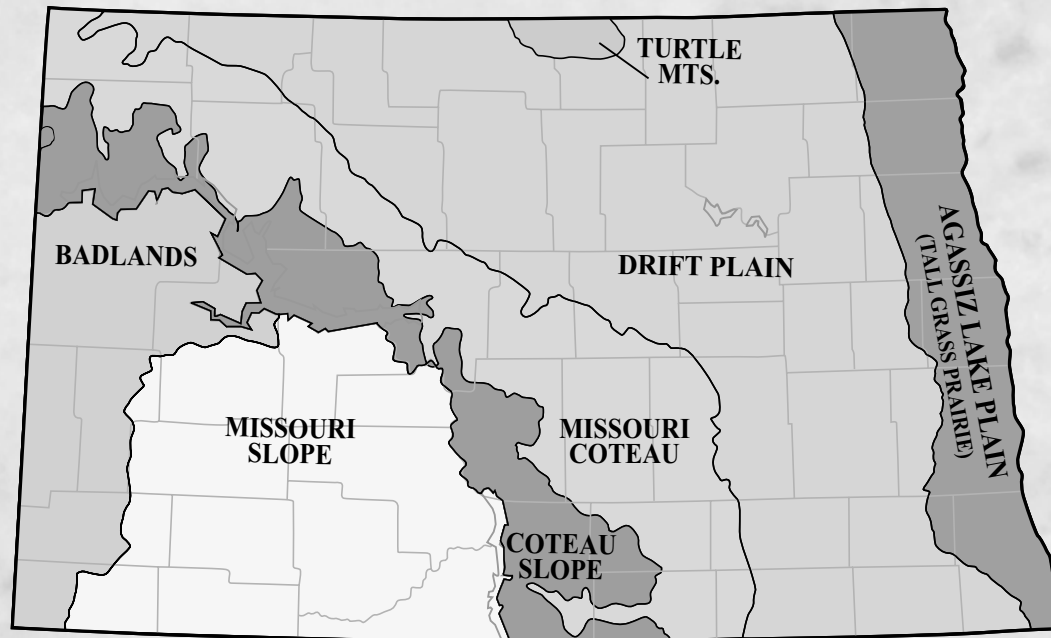 TURTLE
MTS.
BADLANDS
DRIFT PLAIN
AGASSIZ LAKE PLAIN
(TALL GRASS PRAIRIE)
MISSOURI
SLOPE
MISSOURI
COTEAU
COTEAU
SLOPE